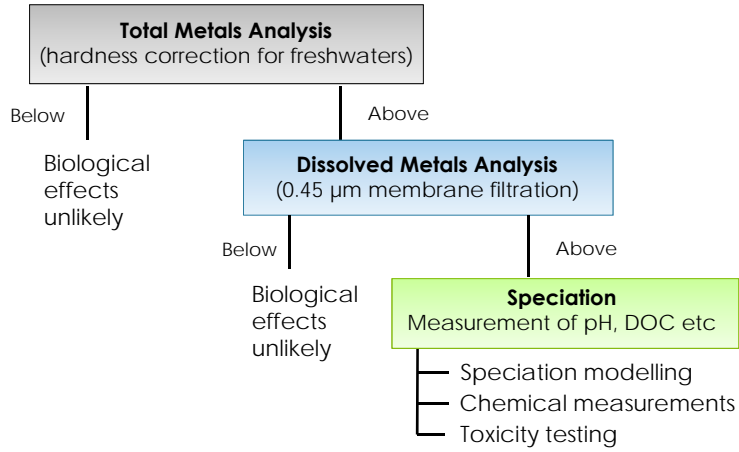 Total Metals Analysis
(hardness correction for freshwaters)
Below
Above
Biological
effects
unlikely
Dissolved Metals Analysis
(0.45 µm membrane filtration)
Below
Above
Biological
effects
unlikely
Speciation
Measurement of pH, DOC etc
Speciation modelling
Chemical measurements
Toxicity testing